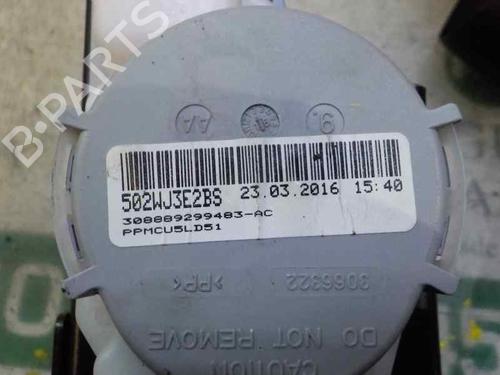 B-PARTS
AA
9.
502WJ3E2BS 23.03.2016 15:40
308889299483-AC
PPMCU5LD51
>PP<
3066322
CAUTION
DO NOT REMOVE